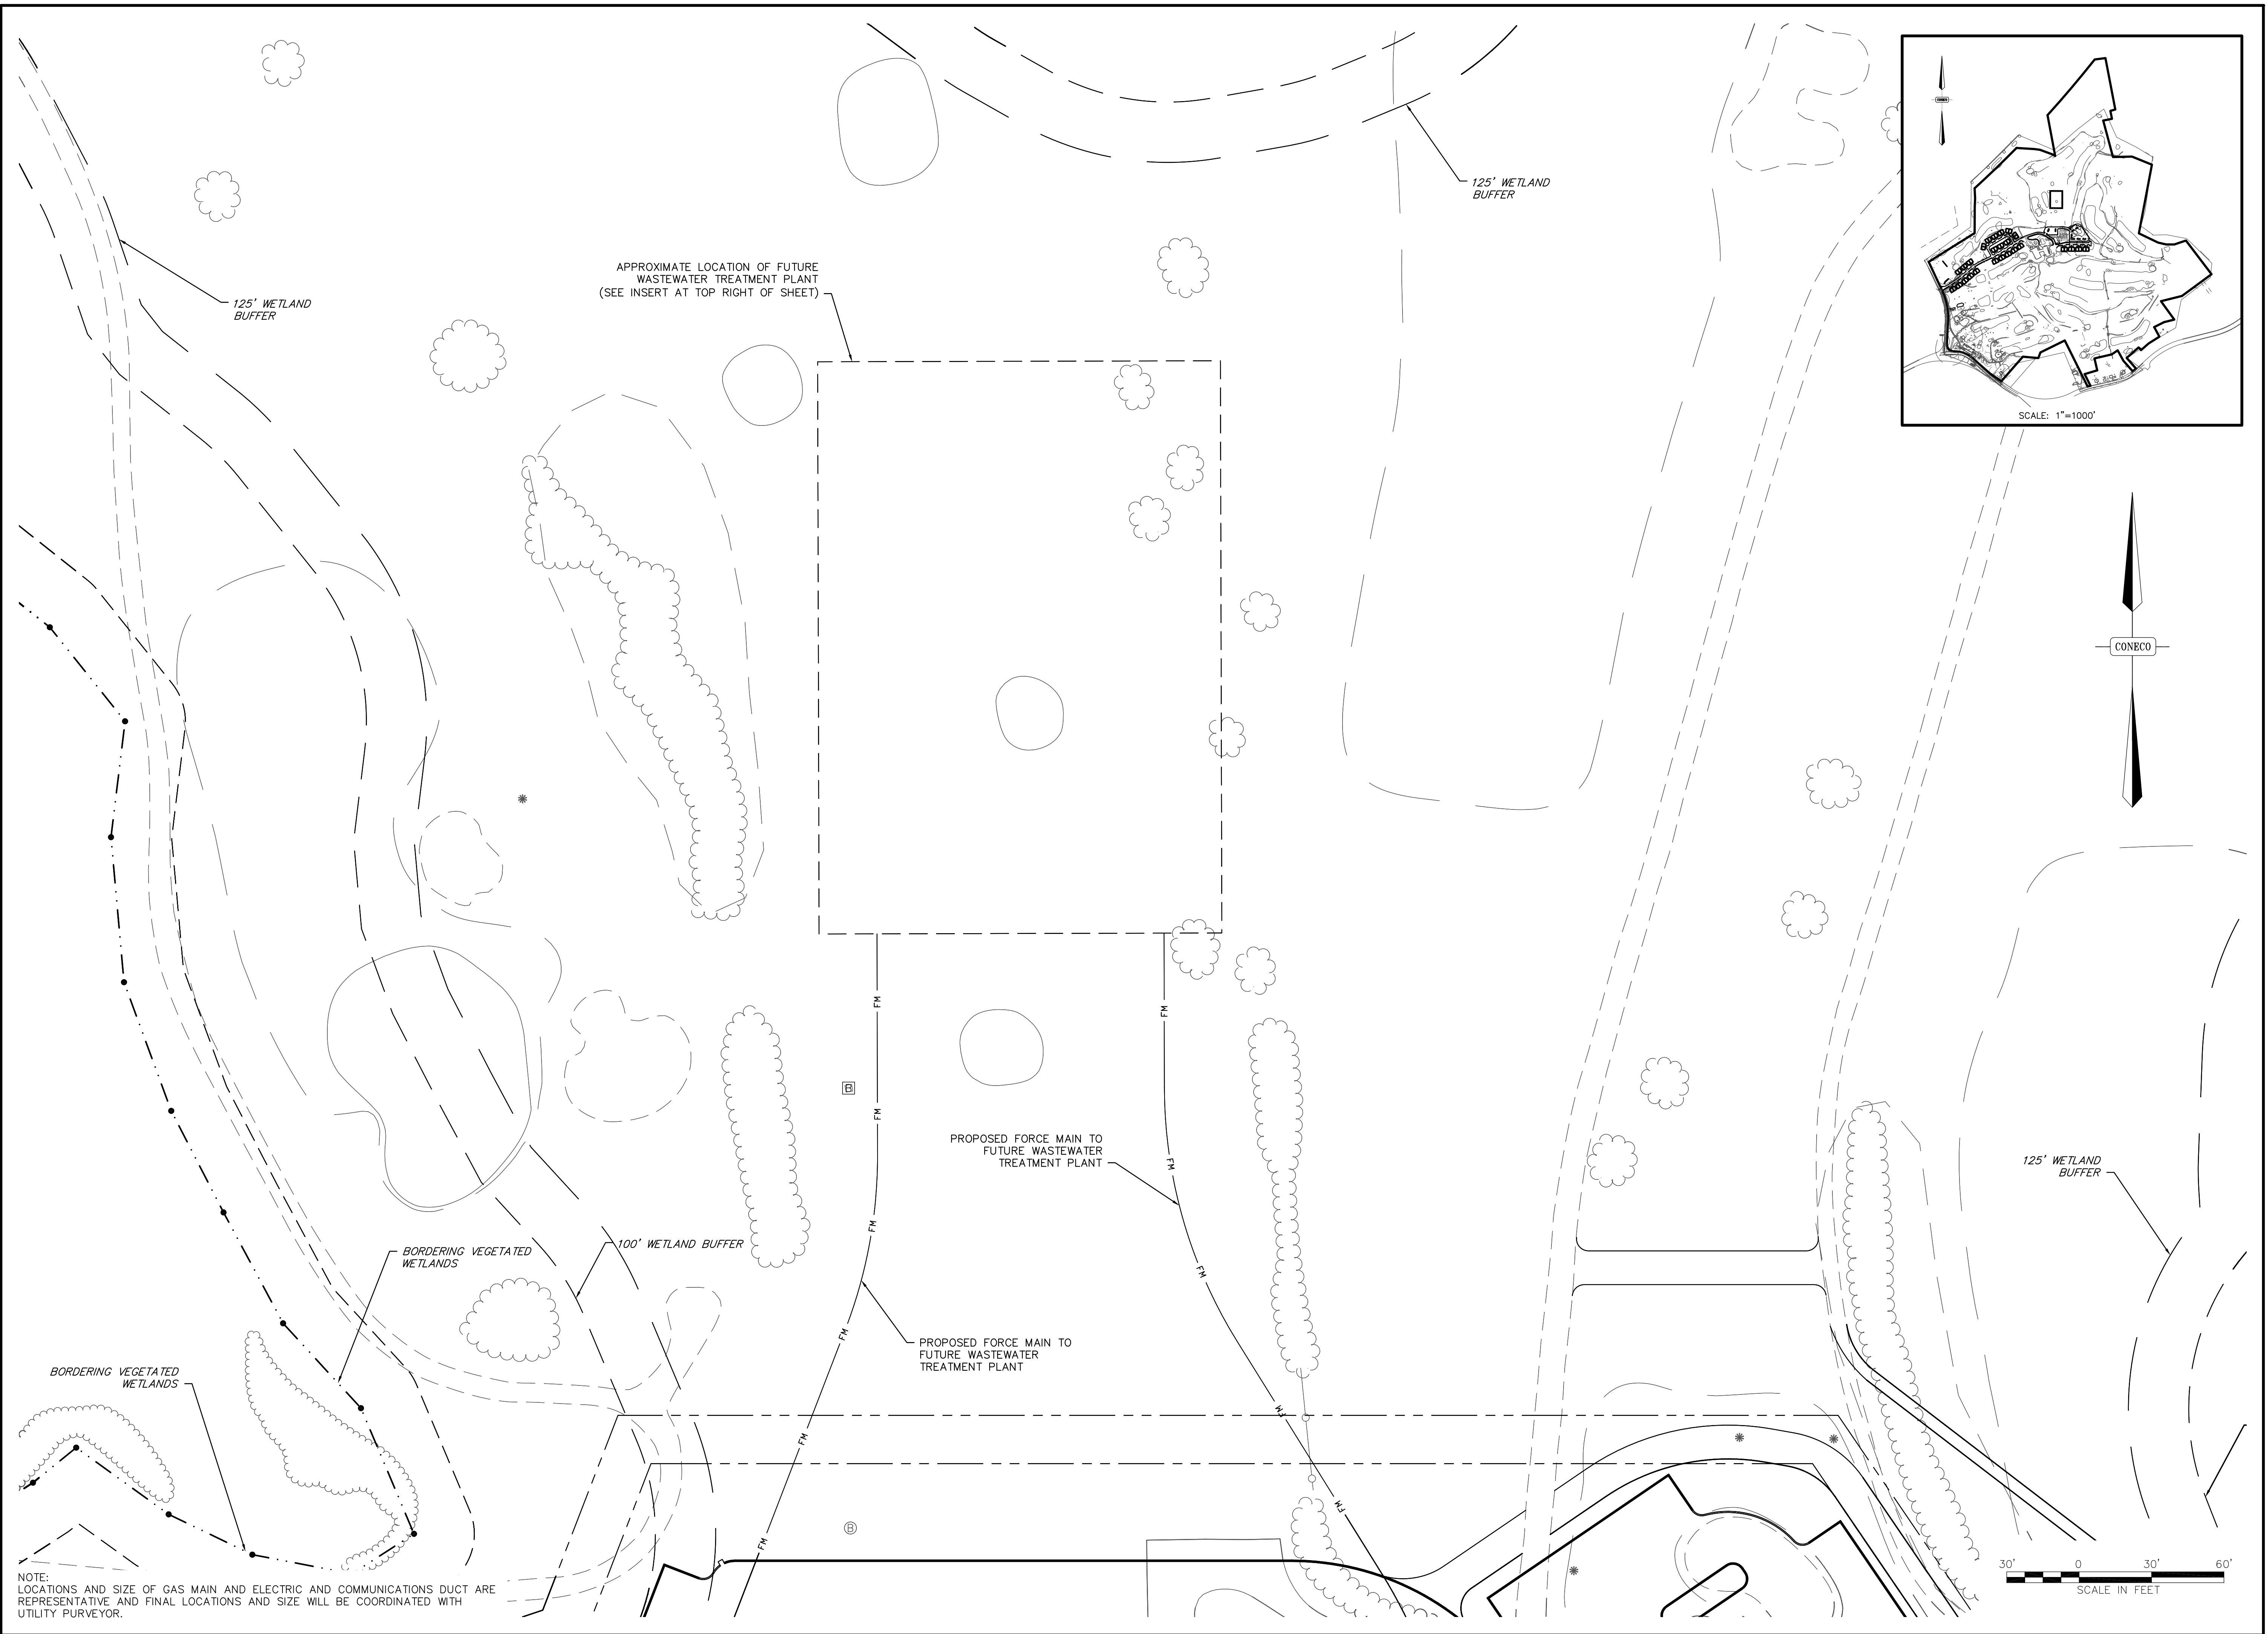 125' WETLAND
BUFFER
SCALE: 1"=1000'
APPROXIMATE LOCATION OF FUTURE
WASTEWATER TREATMENT PLANT
(SEE INSERT AT TOP RIGHT OF SHEET)
125' WETLAND
BUFFER
CONECO
FM
FM
B
FM
PROPOSED FORCE MAIN TO
FUTURE WASTEWATER
TREATMENT PLANT
FM
125' WETLAND
BUFFER
FM
100' WETLAND BUFFER
BORDERING VEGETATED
WETLANDS
FM
FM
PROPOSED FORCE MAIN TO
FUTURE WASTEWATER
TREATMENT PLANT
BORDERING VEGETATED
WETLANDS
FM
FM
FM
B
FM
30' 0 30' 60'
SCALE IN FEET
NOTE:
LOCATIONS AND SIZE OF GAS MAIN AND ELECTRIC AND COMMUNICATIONS DUCT ARE
REPRESENTATIVE AND FINAL LOCATIONS AND SIZE WILL BE COORDINATED WITH
UTILITY PURVEYOR.